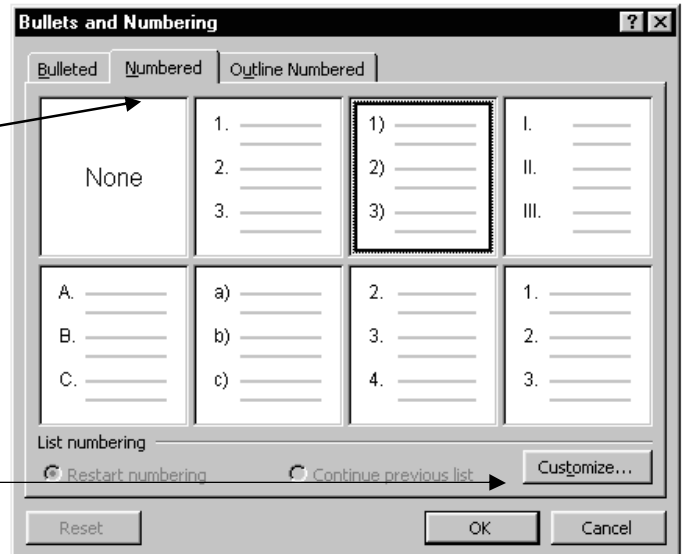 Bullets and Numbering
Bulleted Numbered Outline Numbered
None
1.
2.
3.
1)
2)
3)
I.
II.
III.
A.
B.
C.
a)
b)
c)
2.
3.
4.
1.
2.
3.
List numbering
Restart numbering Continue previous list Customize...
Reset OK Cancel